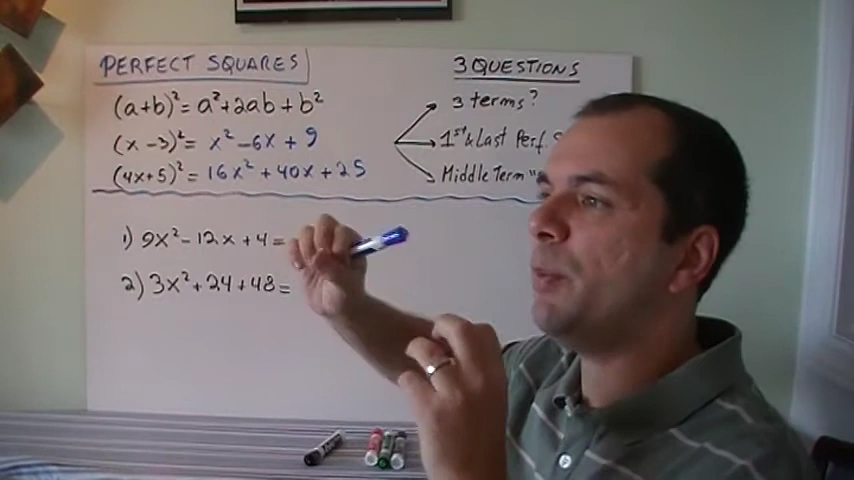 PERFECT SQUARES
(a+b)² = a²+2ab+b²
(x-3)² = x²-6x+9
(4x+5)² = 16x²+40x+25
3 QUESTIONS
3 terms?
1st & Last Perf. S
Middle Term "
1) 9x²-12x+4=
2) 3x²+24+48=